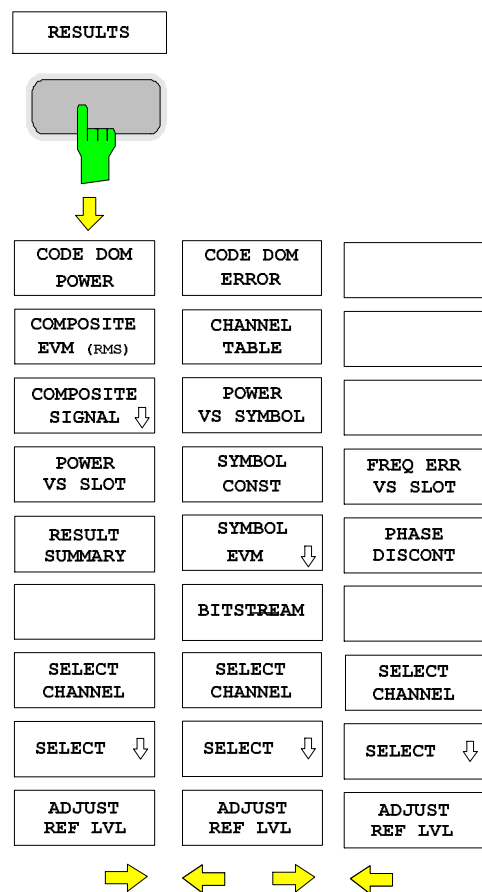 RESULTS
CODE DOM
POWER
COMPOSITE
EVM (RMS)
COMPOSITE
SIGNAL
POWER
VS SLOT
RESULT
SUMMARY
SELECT
CHANNEL
SELECT
ADJUST
REF LVL
CODE DOM
ERROR
CHANNEL
TABLE
POWER
VS SYMBOL
SYMBOL
CONST
SYMBOL
EVM
BITSTREAM
SELECT
CHANNEL
SELECT
ADJUST
REF LVL
FREQ ERR
VS SLOT
PHASE
DISCONT
SELECT
CHANNEL
SELECT
ADJUST
REF LVL